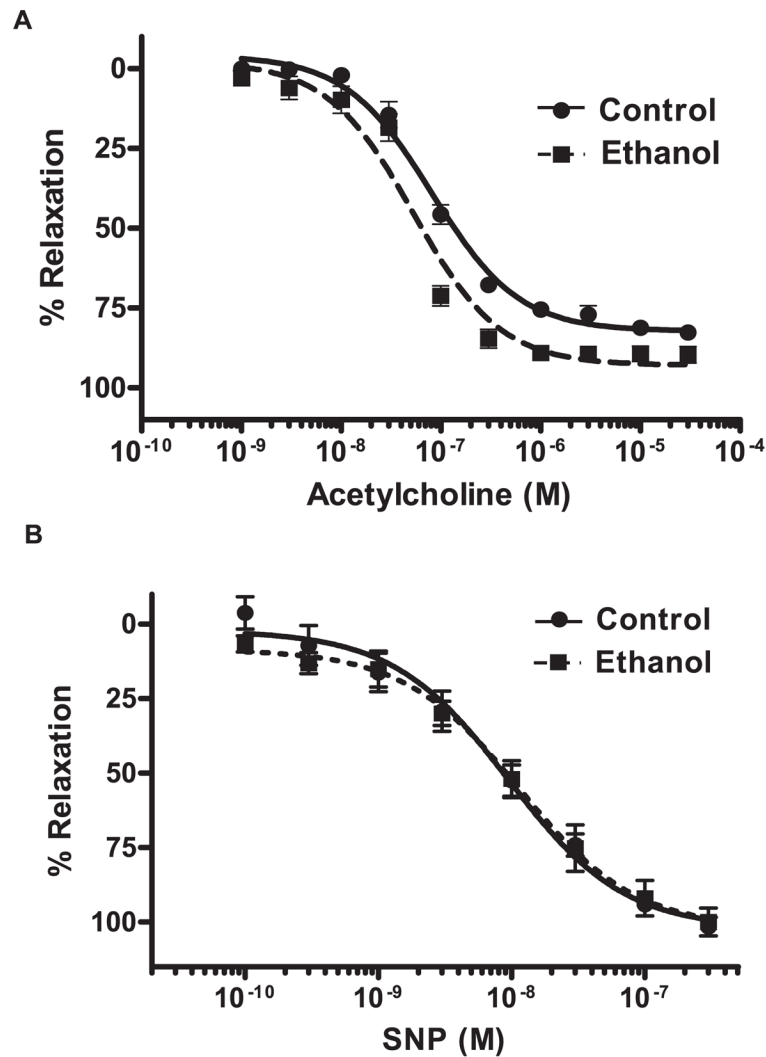 A
0
25
50
75
100
% Relaxation
Control
Ethanol
10-10 10-9 10-8 10-7 10-6 10-5 10-4
Acetylcholine (M)
B
0
25
50
75
100
% Relaxation
Control
Ethanol
10-10 10-9 10-8 10-7
SNP (M)